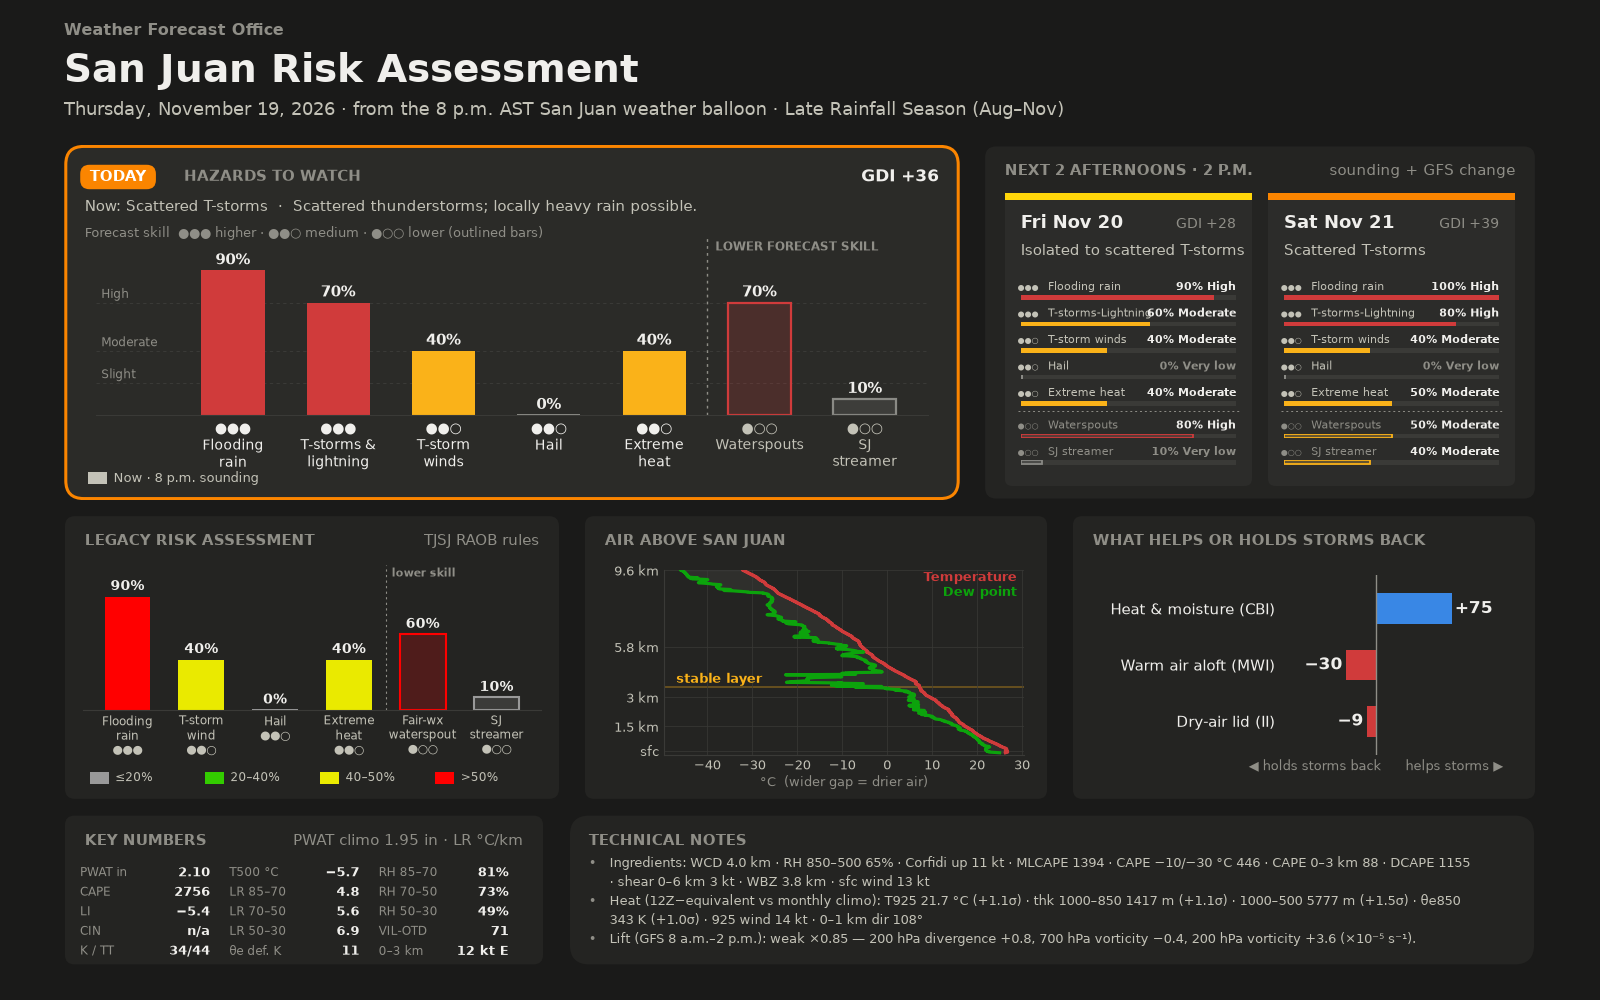 Weather Forecast Office
San Juan Risk Assessment
Thursday, November 19, 2026 · from the 8 p.m. AST San Juan weather balloon · Late Rainfall Season (Aug–Nov)
TODAY HAZARDS TO WATCH GDI +36
Now: Scattered T-storms · Scattered thunderstorms; locally heavy rain possible.
Forecast skill ●●● higher · ●●○ medium · ●○○ lower (outlined bars)
LOWER FORECAST SKILL
High
Moderate
Slight
90% 70% 40% 0% 40% 70% 10%
●●● ●●● ●●○ ●●○ ●●○ ●○○ ●○○
Flooding rain
T-storms & lightning
T-storm winds
Hail
Extreme heat
Waterspouts
SJ streamer
Now · 8 p.m. sounding
NEXT 2 AFTERNOONS · 2 P.M. sounding + GFS change
Fri Nov 20 GDI +28
Isolated to scattered T-storms
●●● Flooding rain 90% High
●●● T-storms-Lightning 60% Moderate
●●○ T-storm winds 40% Moderate
●●○ Hail 0% Very low
●●○ Extreme heat 40% Moderate
●○○ Waterspouts 80% High
●○○ SJ streamer 10% Very low
Sat Nov 21 GDI +39
Scattered T-storms
●●● Flooding rain 100% High
●●● T-storms-Lightning 80% High
●●○ T-storm winds 40% Moderate
●●○ Hail 0% Very low
●●○ Extreme heat 50% Moderate
●○○ Waterspouts 50% Moderate
●○○ SJ streamer 40% Moderate
LEGACY RISK ASSESSMENT TJSJ RAOB rules
lower skill
90% 40% 0% 40% 60% 10%
Flooding rain ●●●
T-storm wind ●●○
Hail ●●○
Extreme heat ●●○
Fair-wx waterspout ●○○
SJ streamer ●○○
≤20% 20–40% 40–50% >50%
AIR ABOVE SAN JUAN
Temperature
Dew point
9.6 km
5.8 km
stable layer
3 km
1.5 km
sfc
−40 −30 −20 −10 0 10 20 30
°C (wider gap = drier air)
WHAT HELPS OR HOLDS STORMS BACK
Heat & moisture (CBI) +75
Warm air aloft (MWI) −30
Dry-air lid (II) −9
◀ holds storms back helps storms ▶
KEY NUMBERS PWAT climo 1.95 in · LR °C/km
PWAT in 2.10 T500 °C −5.7 RH 85–70 81%
CAPE 2756 LR 85–70 4.8 RH 70–50 73%
LI −5.4 LR 70–50 5.6 RH 50–30 49%
CIN n/a LR 50–30 6.9 VIL-OTD 71
K / TT 34/44 θe def. K 11 0–3 km 12 kt E
TECHNICAL NOTES
• Ingredients: WCD 4.0 km · RH 850–500 65% · Corfidi up 11 kt · MLCAPE 1394 · CAPE −10/−30 °C 446 · CAPE 0–3 km 88 · DCAPE 1155
· shear 0–6 km 3 kt · WBZ 3.8 km · sfc wind 13 kt
• Heat (12Z−equivalent vs monthly climo): T925 21.7 °C (+1.1σ) · thk 1000–850 1417 m (+1.1σ) · 1000–500 5777 m (+1.5σ) · θe850
343 K (+1.0σ) · 925 wind 14 kt · 0–1 km dir 108°
• Lift (GFS 8 a.m.–2 p.m.): weak ×0.85 — 200 hPa divergence +0.8, 700 hPa vorticity −0.4, 200 hPa vorticity +3.6 (×10⁻⁵ s⁻¹).